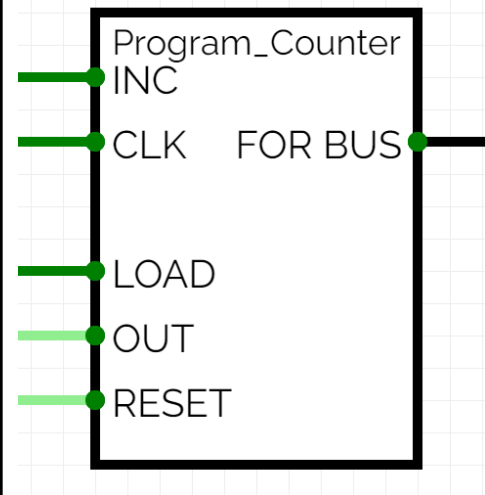 Program_Counter
INC
CLK
FOR BUS
LOAD
OUT
RESET